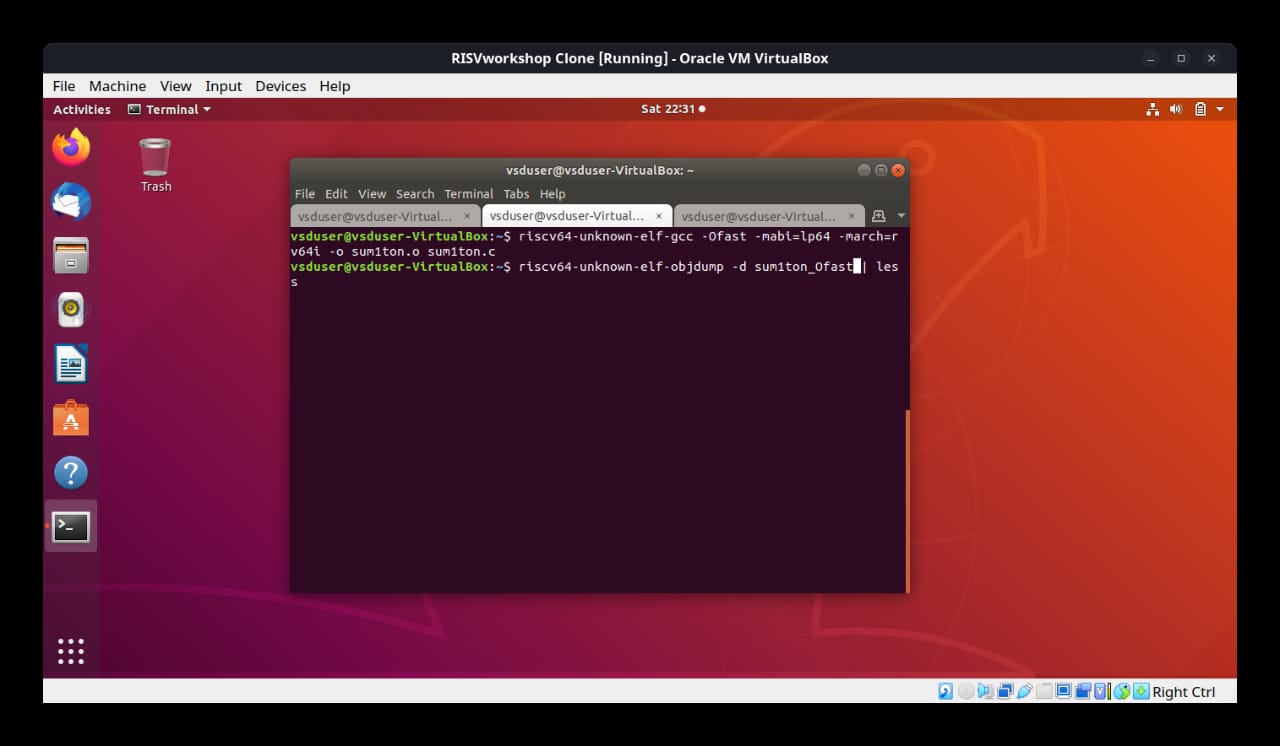 RISVworkshop Clone [Running] - Oracle VM VirtualBox
File Machine View Input Devices Help
Activities Terminal Sat 22:31
Trash
vsduser@vsduser-VirtualBox: ~
File Edit View Search Terminal Tabs Help
vsduser@vsduser-Virtual... × vsduser@vsduser-Virtual... × vsduser@vsduser-Virtual... ×
vsduser@vsduser-VirtualBox:~$ riscv64-unknown-elf-gcc -Ofast -mabi=lp64 -march=r
v64i -o sum1ton.o sum1ton.c
vsduser@vsduser-VirtualBox:~$ riscv64-unknown-elf-objdump -d sum1ton_Ofast | les
s
Right Ctrl